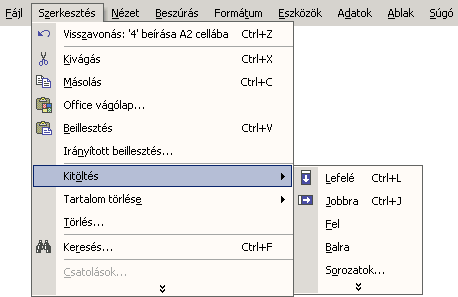 Fájl Szerkesztés Nézet Beszúrás Formátum Eszközök Adatok Ablak Súgó
Visszavonás: '4' beírása A2 cellába Ctrl+Z
Kivágás Ctrl+X
Másolás Ctrl+C
Office vágólap...
Beillesztés Ctrl+V
Irányított beillesztés...
Kitöltés
Tartalom törlése
Törlés...
Keresés... Ctrl+F
Csatolások...
Lefelé Ctrl+L
Jobbra Ctrl+J
Fel
Balra
Sorozatok...